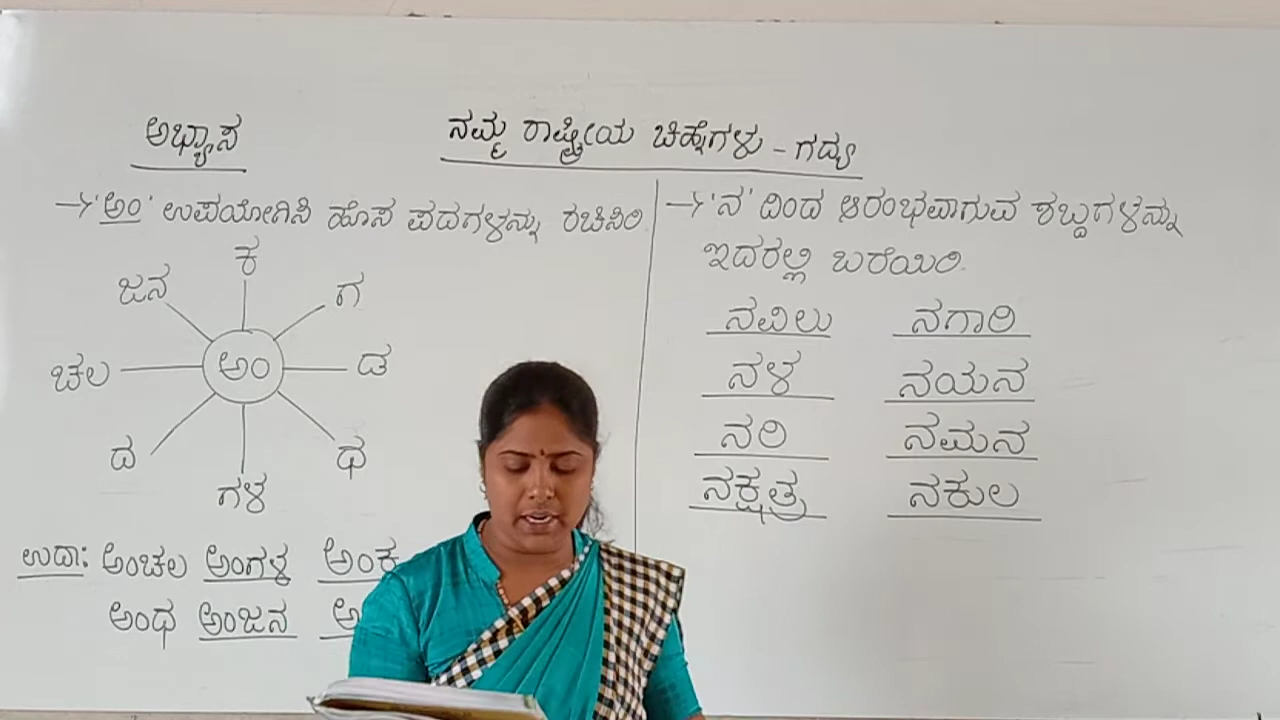 ಅಭ್ಯಾಸ
ನಮ್ಮ ರಾಷ್ಟ್ರೀಯ ಚಿಹ್ನೆಗಳು - ಗದ್ಯ
→ 'ಅಂ' ಉಪಯೋಗಿಸಿ ಹೊಸ ಪದಗಳನ್ನು ರಚಿಸಿರಿ.
ಕ
ಜನ ಗ
ಚಲ ಅಂ ಡ
ದ ಧ
ಗಳ
ಉದಾ: ಅಂಚಲ ಅಂಗಳ ಅಂಕ
ಅಂಧ ಅಂಜನ
→ 'ನ' ದಿಂದ ಆರಂಭವಾಗುವ ಶಬ್ದಗಳನ್ನು
ಇದರಲ್ಲಿ ಬರೆಯಿರಿ.
ನವಿಲು ನಗಾರಿ
ನಳ ನಯನ
ನರಿ ನಮನ
ನಕ್ಷತ್ರ ನಕುಲ